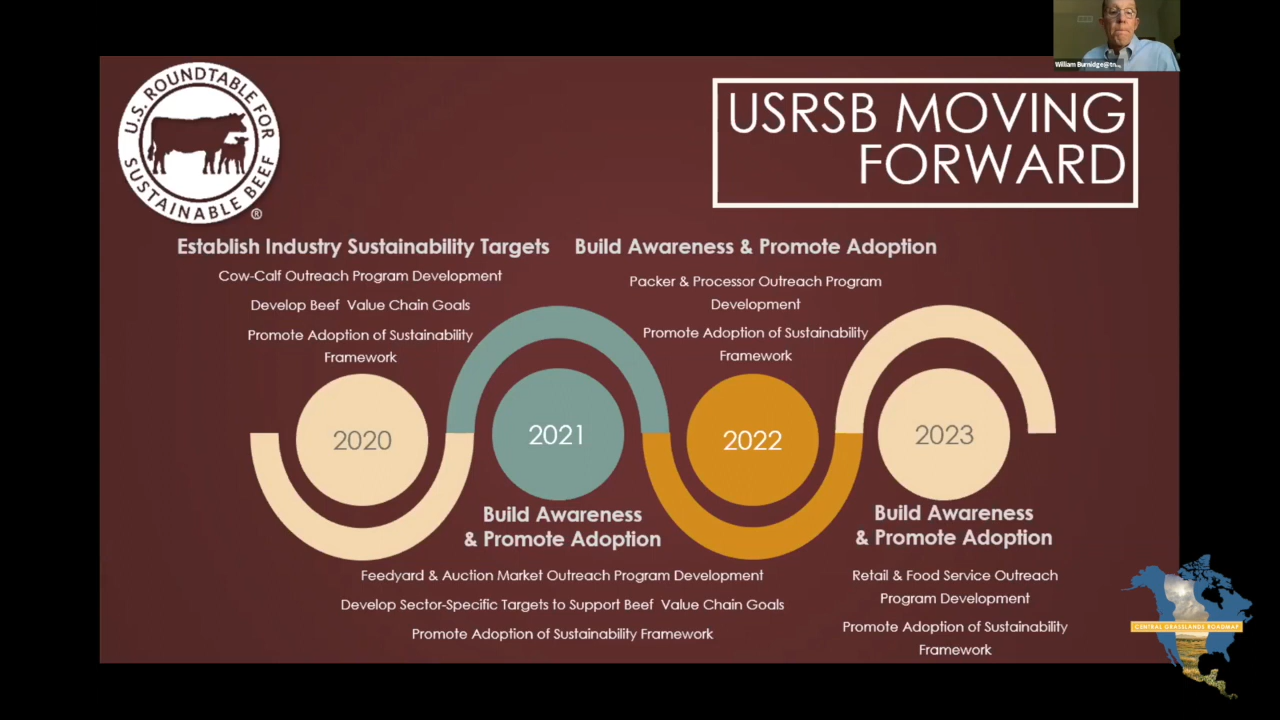 William Burnidge@tn...
U.S. ROUNDTABLE FOR
SUSTAINABLE BEEF
®
USRSB MOVING
FORWARD
Establish Industry Sustainability Targets
Cow-Calf Outreach Program Development
Develop Beef Value Chain Goals
Promote Adoption of Sustainability
Framework
Build Awareness & Promote Adoption
Packer & Processor Outreach Program
Development
Promote Adoption of Sustainability
Framework
2020
2021
2022
2023
Build Awareness
& Promote Adoption
Feedyard & Auction Market Outreach Program Development
Develop Sector-Specific Targets to Support Beef Value Chain Goals
Promote Adoption of Sustainability Framework
Build Awareness
& Promote Adoption
Retail & Food Service Outreach
Program Development
Promote Adoption of Sustainability
Framework
CENTRAL GRASSLANDS ROADMAP